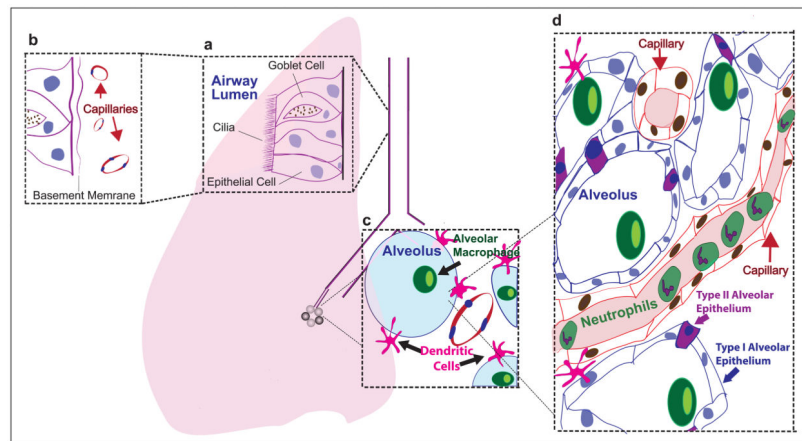 b
Capillaries
Basement Memrane
a
Airway
Lumen
Goblet Cell
Cilia
Epithelial Cell
c
Alveolus
Alveolar
Macrophage
Dendritic
Cells
d
Capillary
Alveolus
Capillary
Neutrophils
Type II Alveolar
Epithelium
Type I Alveolar
Epithelium